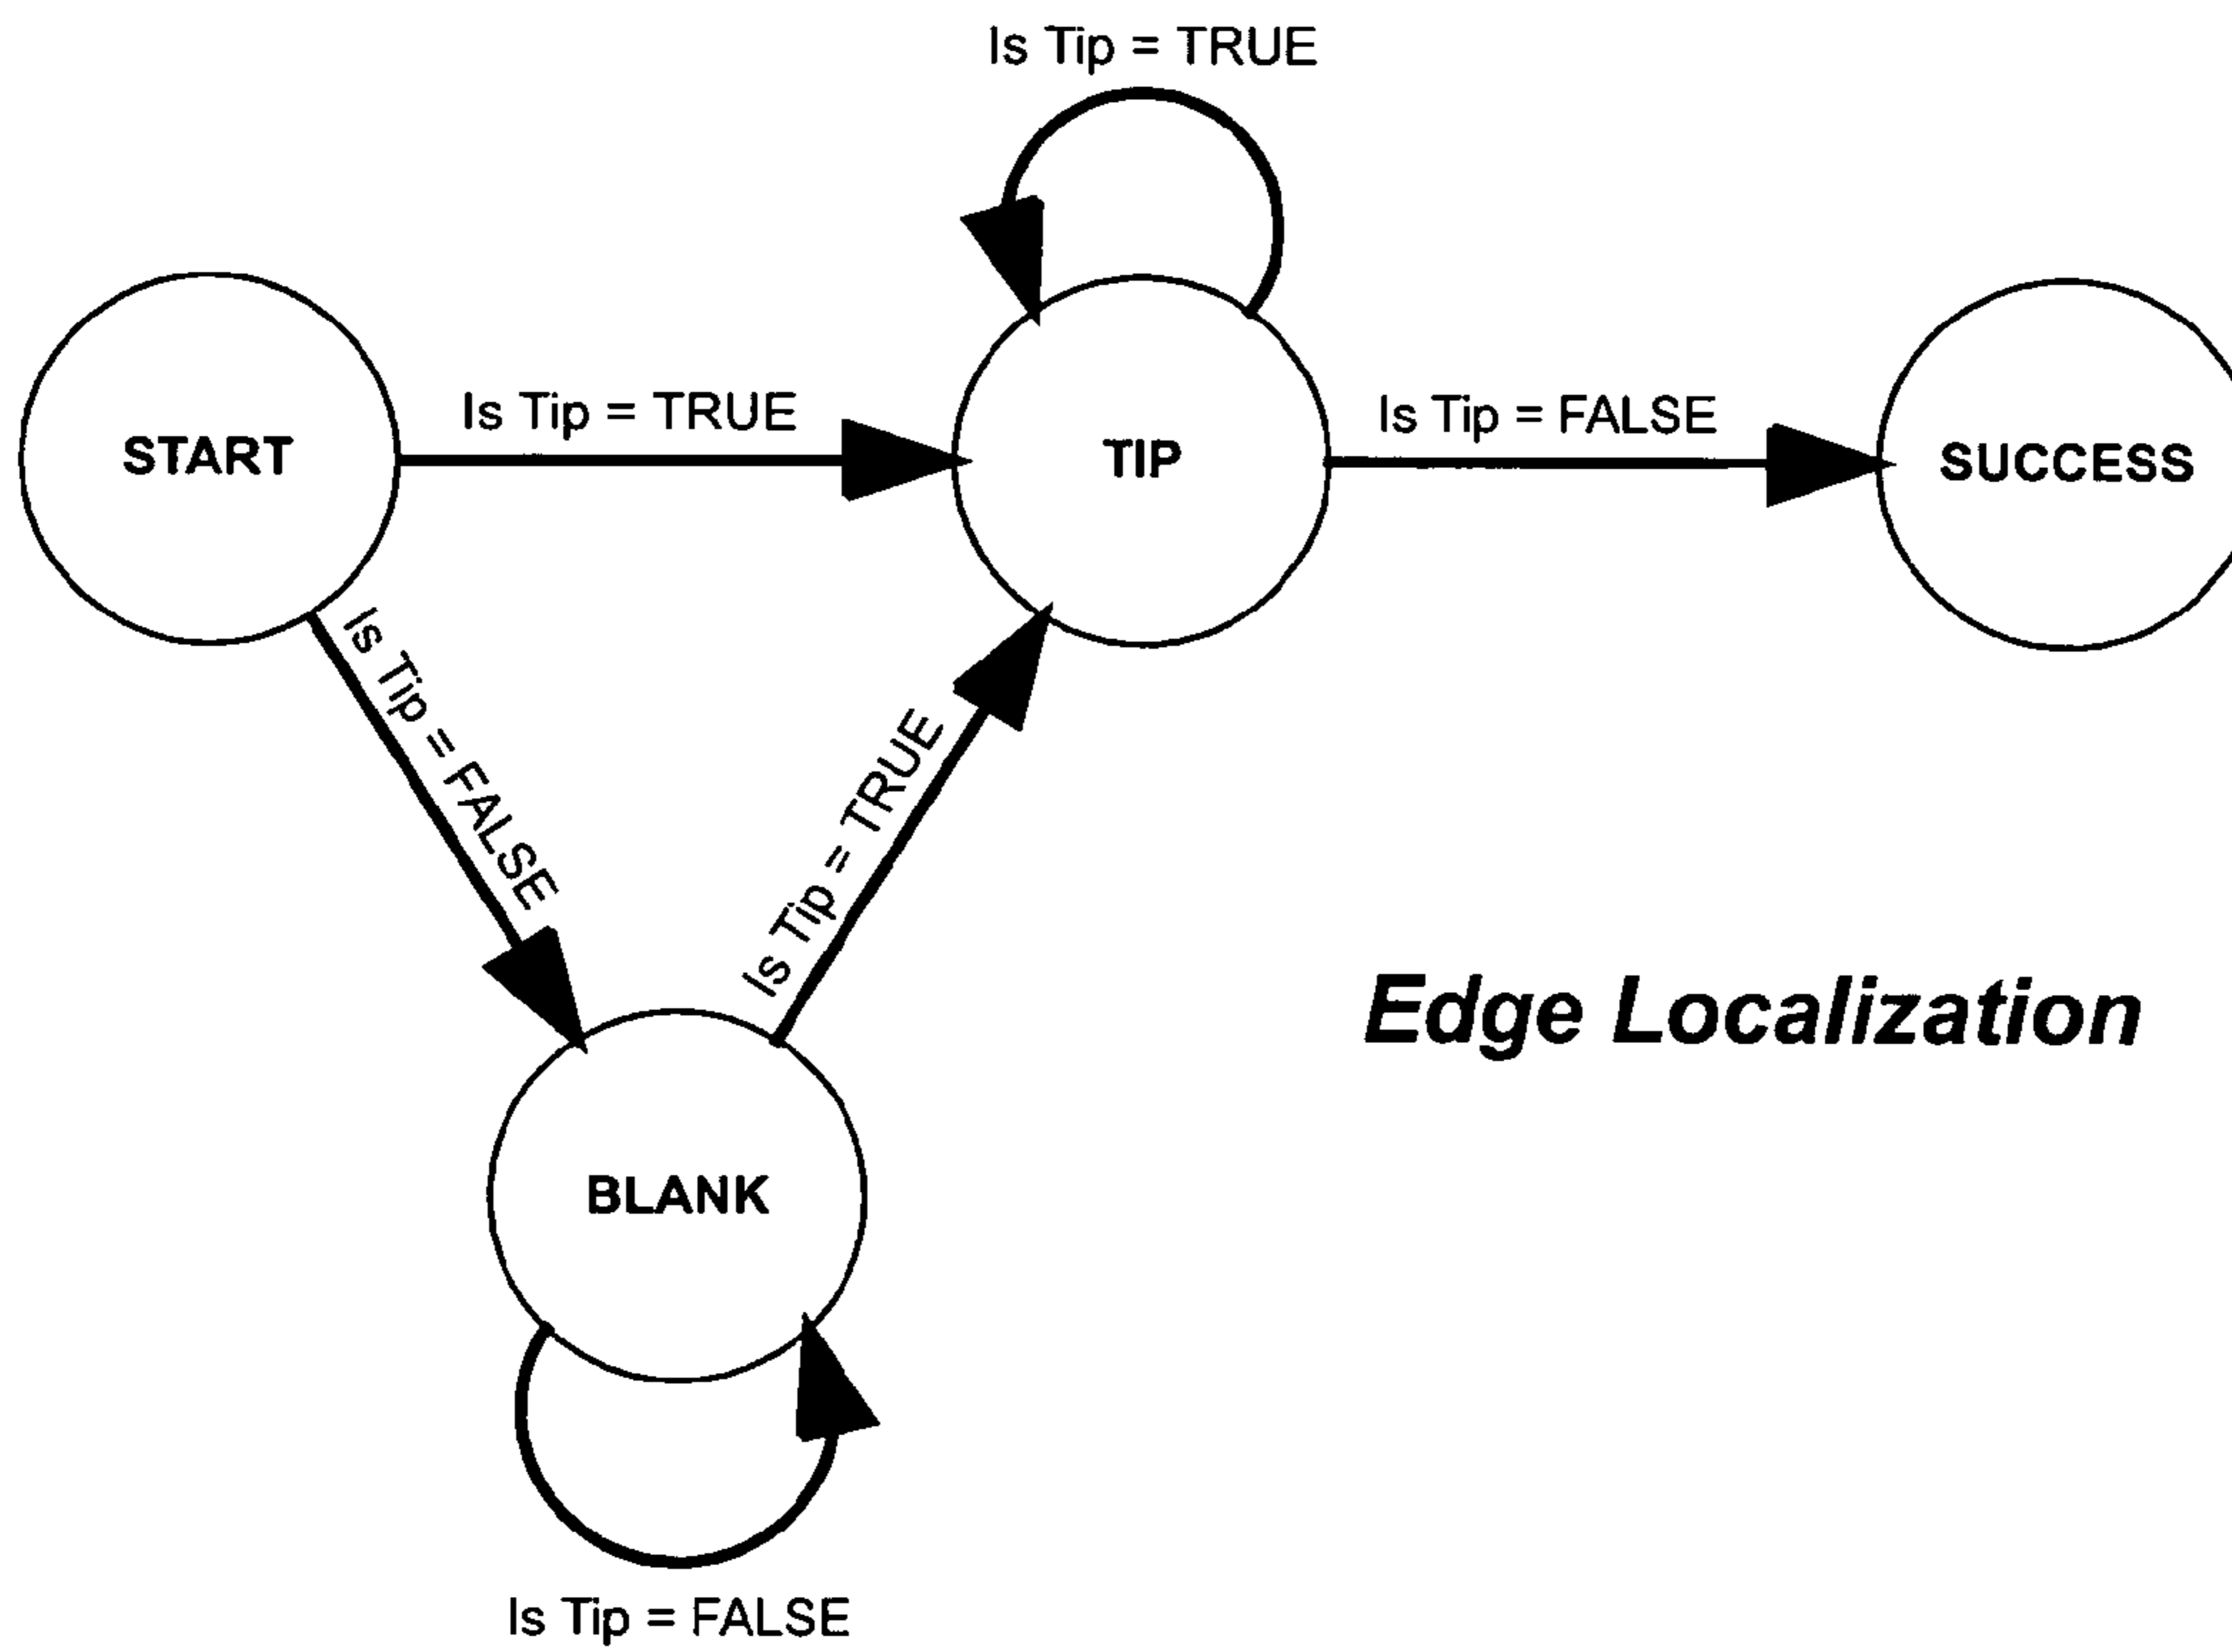 Is Tip = TRUE
Is Tip = TRUE
Is Tip = FALSE
START
TIP
SUCCESS
Is Tip = FALSE
Is Tip = TRUE
Edge Localization
BLANK
Is Tip = FALSE